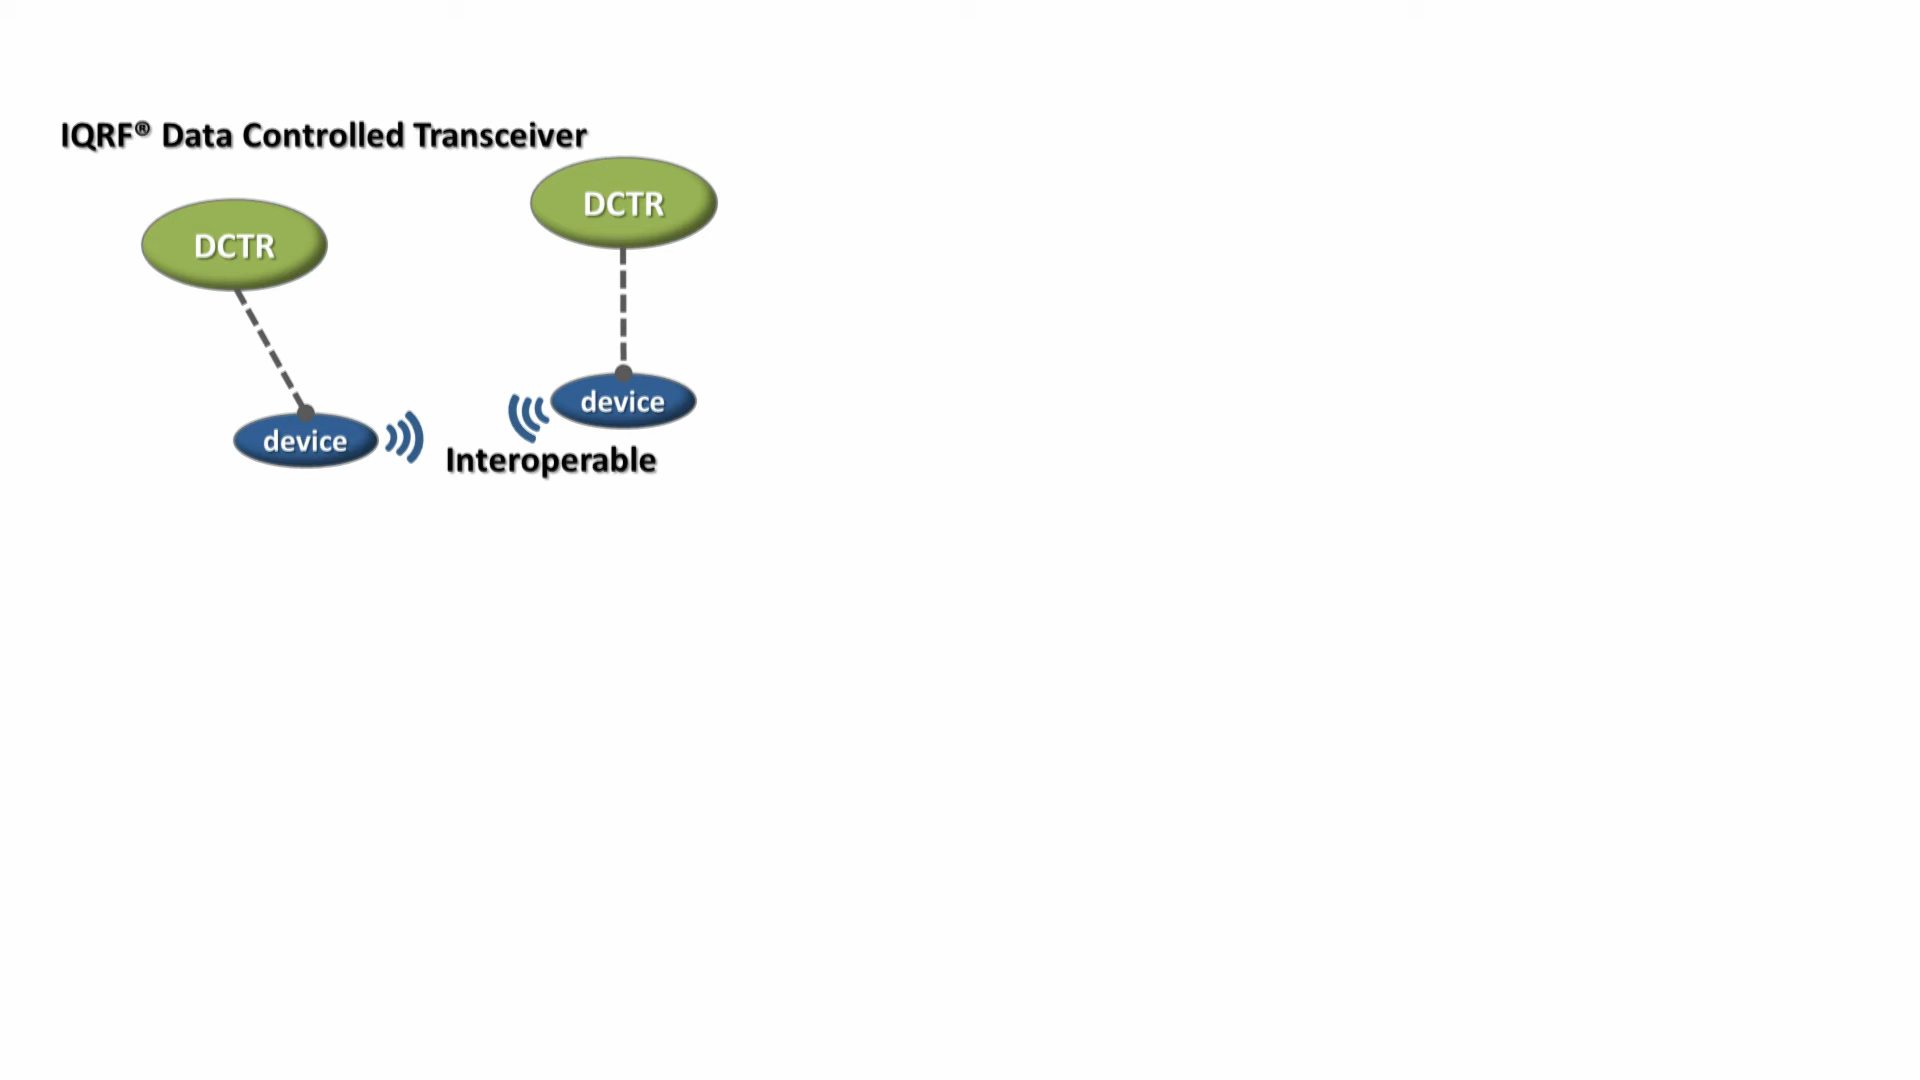 IQRF® Data Controlled Transceiver
DCTR
DCTR
device
device
Interoperable